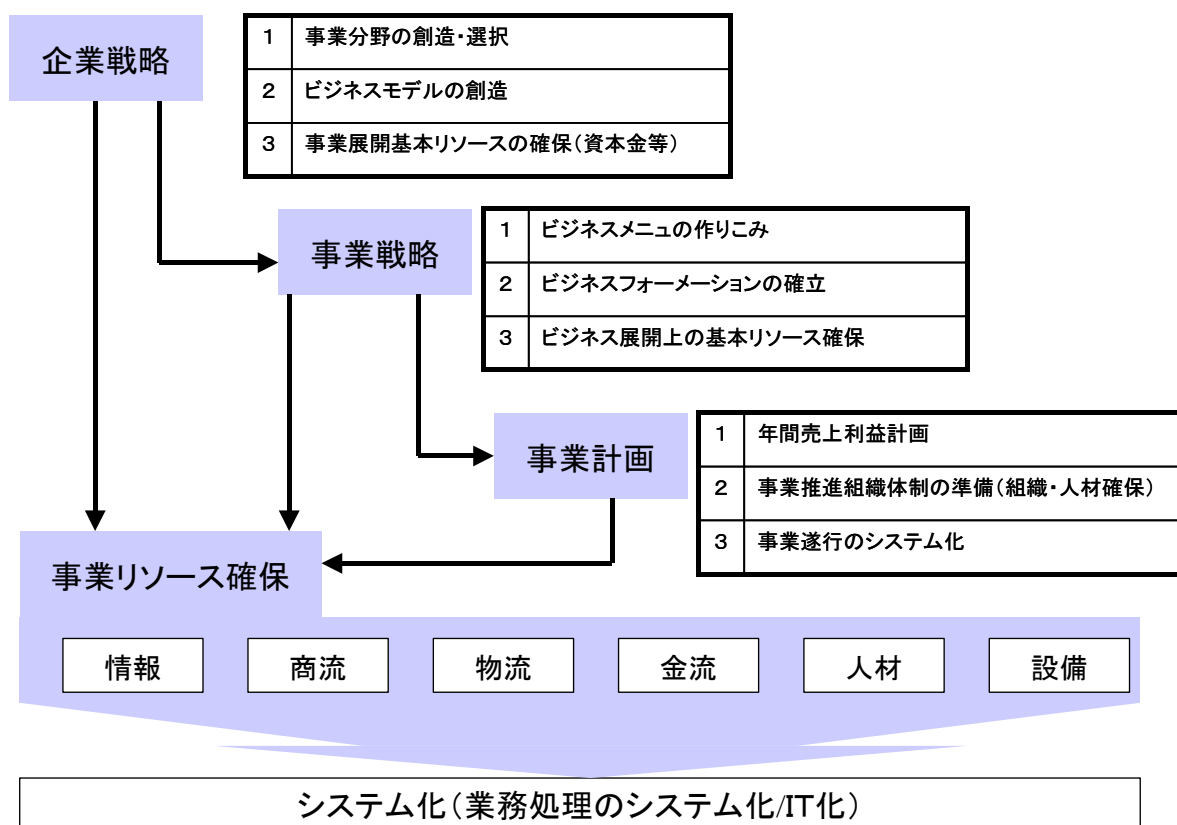 企業戦略
1 事業分野の創造・選択
2 ビジネスモデルの創造
3 事業展開基本リソースの確保(資本金等)
事業戦略
1 ビジネスメニュの作りこみ
2 ビジネスフォーメーションの確立
3 ビジネス展開上の基本リソース確保
事業計画
1 年間売上利益計画
2 事業推進組織体制の準備(組織・人材確保)
3 事業遂行のシステム化
事業リソース確保
情報
商流
物流
金流
人材
設備
システム化(業務処理のシステム化/IT化)